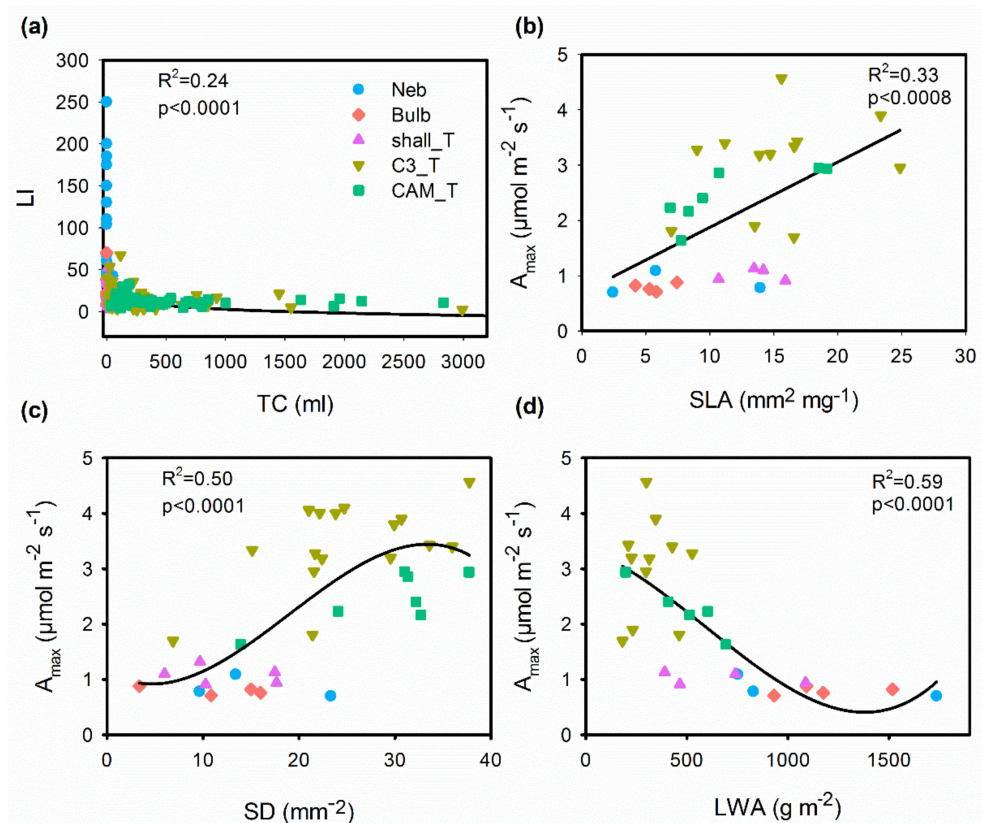 (a)
R²=0.24
p<0.0001
Neb
Bulb
shall_T
C3_T
CAM_T
300
250
200
150
100
50
0
LI
0 500 1000 1500 2000 2500 3000
TC (ml)
(b)
R²=0.33
p<0.0008
5
4
3
2
1
0
Amax (µmol m⁻² s⁻¹)
0 5 10 15 20 25 30
SLA (mm² mg⁻¹)
(c)
R²=0.50
p<0.0001
5
4
3
2
1
0
Amax (µmol m⁻² s⁻¹)
0 10 20 30 40
SD (mm⁻²)
(d)
R²=0.59
p<0.0001
5
4
3
2
1
0
Amax (µmol m⁻² s⁻¹)
0 500 1000 1500
LWA (g m⁻²)